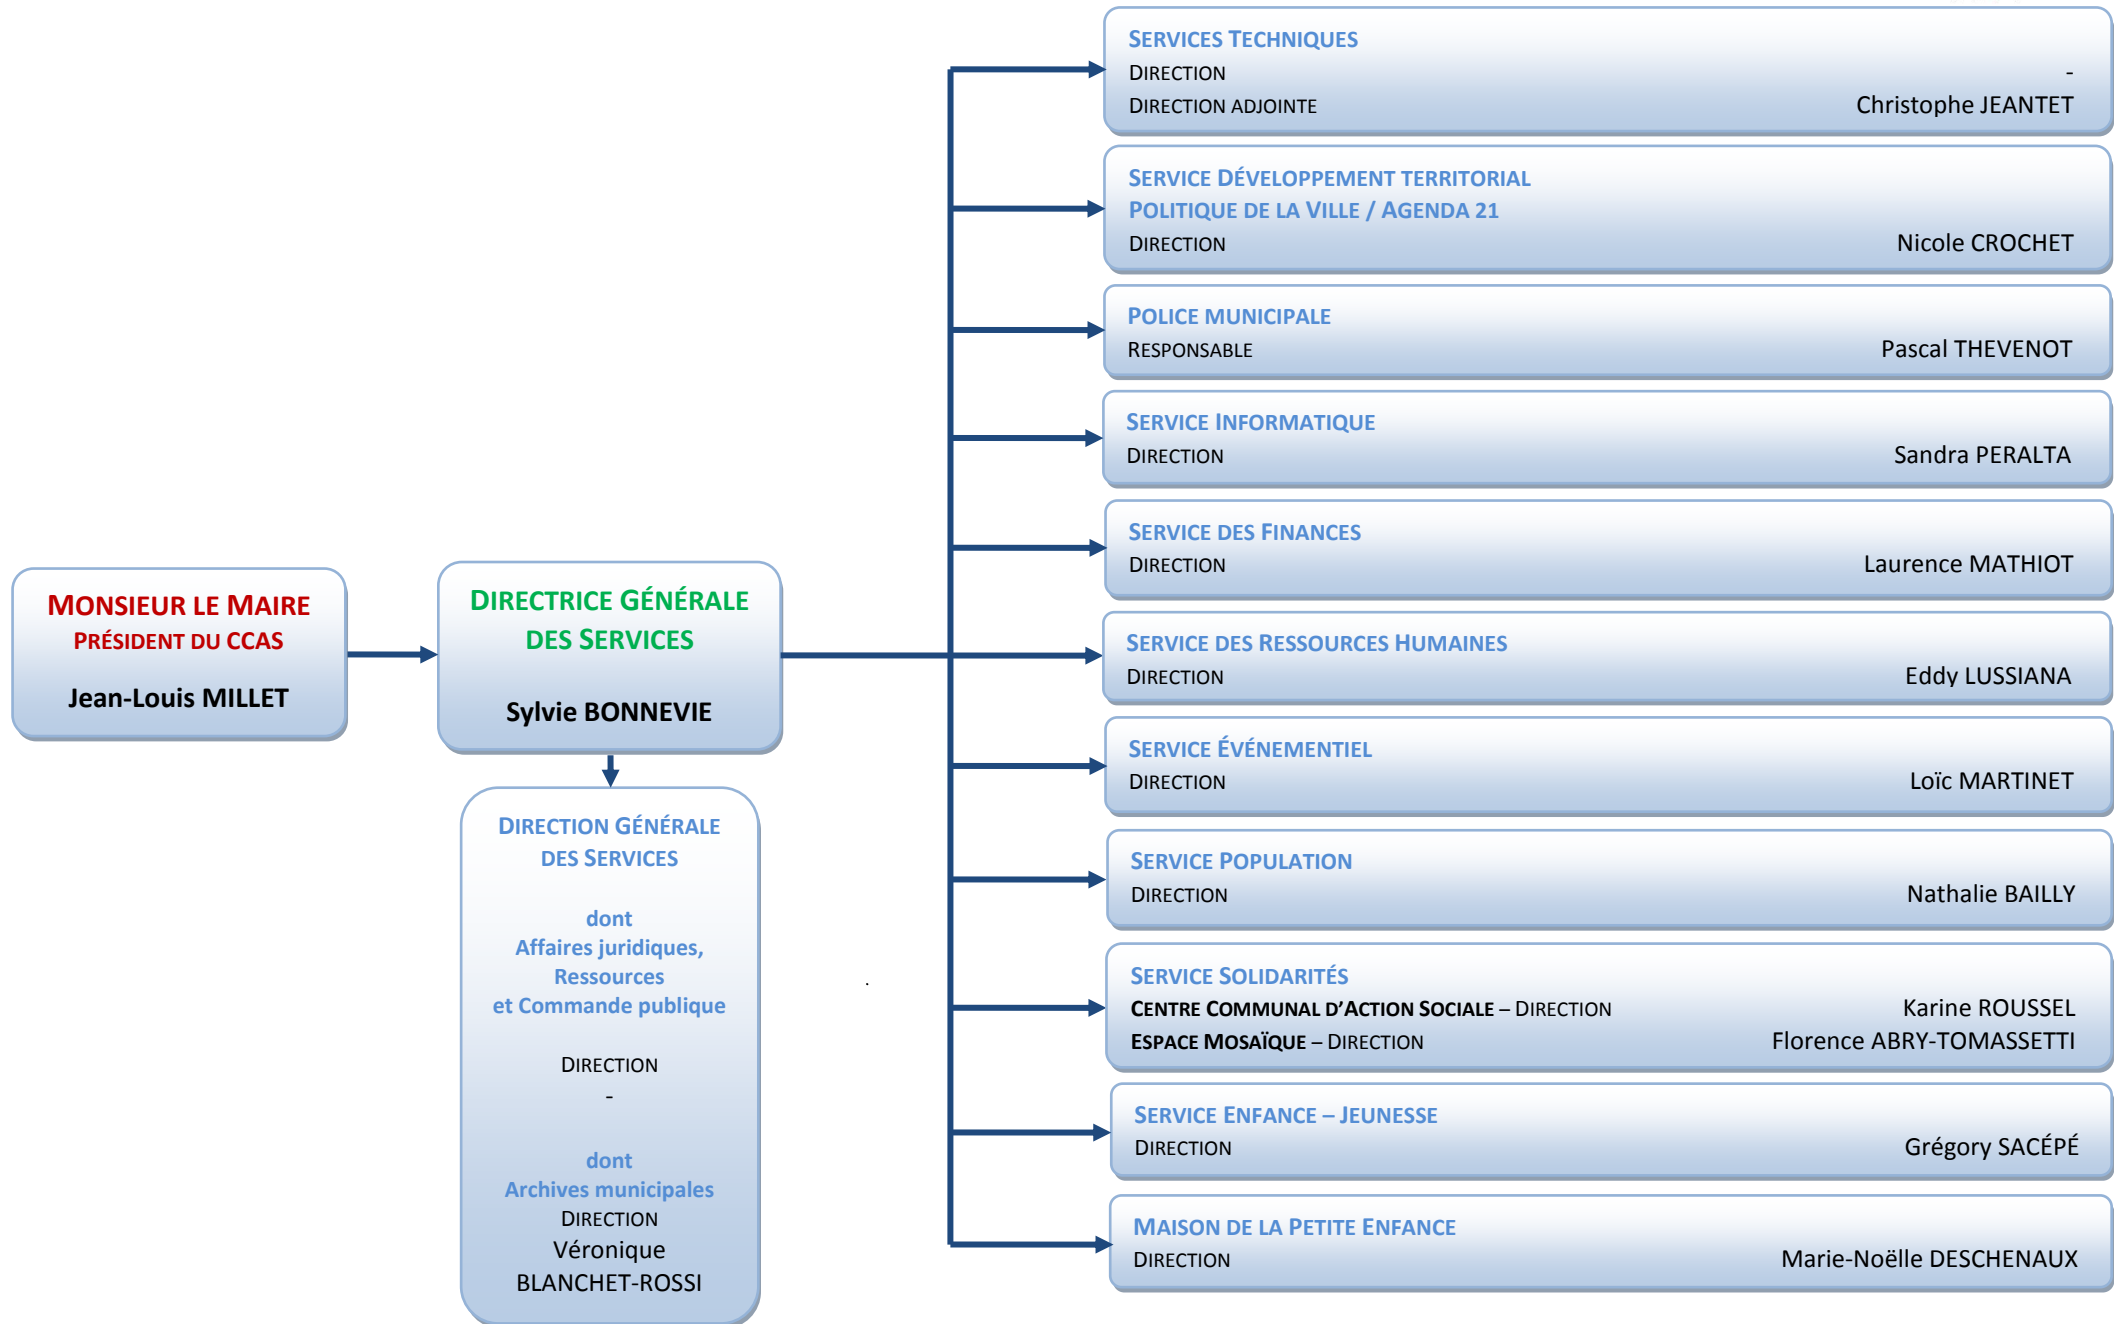 MONSIEUR LE MAIRE
PRÉSIDENT DU CCAS
Jean-Louis MILLET
DIRECTRICE GÉNÉRALE
DES SERVICES
Sylvie BONNEVIE
DIRECTION GÉNÉRALE
DES SERVICES
dont
Affaires juridiques,
Ressources
et Commande publique
DIRECTION
-
dont
Archives municipales
DIRECTION
Véronique
BLANCHET-ROSSI
.
SERVICES TECHNIQUES
DIRECTION -
DIRECTION ADJOINTE Christophe JEANTET
SERVICE DÉVELOPPEMENT TERRITORIAL
POLITIQUE DE LA VILLE / AGENDA 21
DIRECTION Nicole CROCHET
POLICE MUNICIPALE
RESPONSABLE Pascal THEVENOT
SERVICE INFORMATIQUE
DIRECTION Sandra PERALTA
SERVICE DES FINANCES
DIRECTION Laurence MATHIOT
SERVICE DES RESSOURCES HUMAINES
DIRECTION Eddy LUSSIANA
SERVICE ÉVÉNEMENTIEL
DIRECTION Loïc MARTINET
SERVICE POPULATION
DIRECTION Nathalie BAILLY
SERVICE SOLIDARITÉS
CENTRE COMMUNAL D'ACTION SOCIALE – DIRECTION Karine ROUSSEL
ESPACE MOSAÏQUE – DIRECTION Florence ABRY-TOMASSETTI
SERVICE ENFANCE – JEUNESSE
DIRECTION Grégory SACÉPÉ
MAISON DE LA PETITE ENFANCE
DIRECTION Marie-Noëlle DESCHENAUX